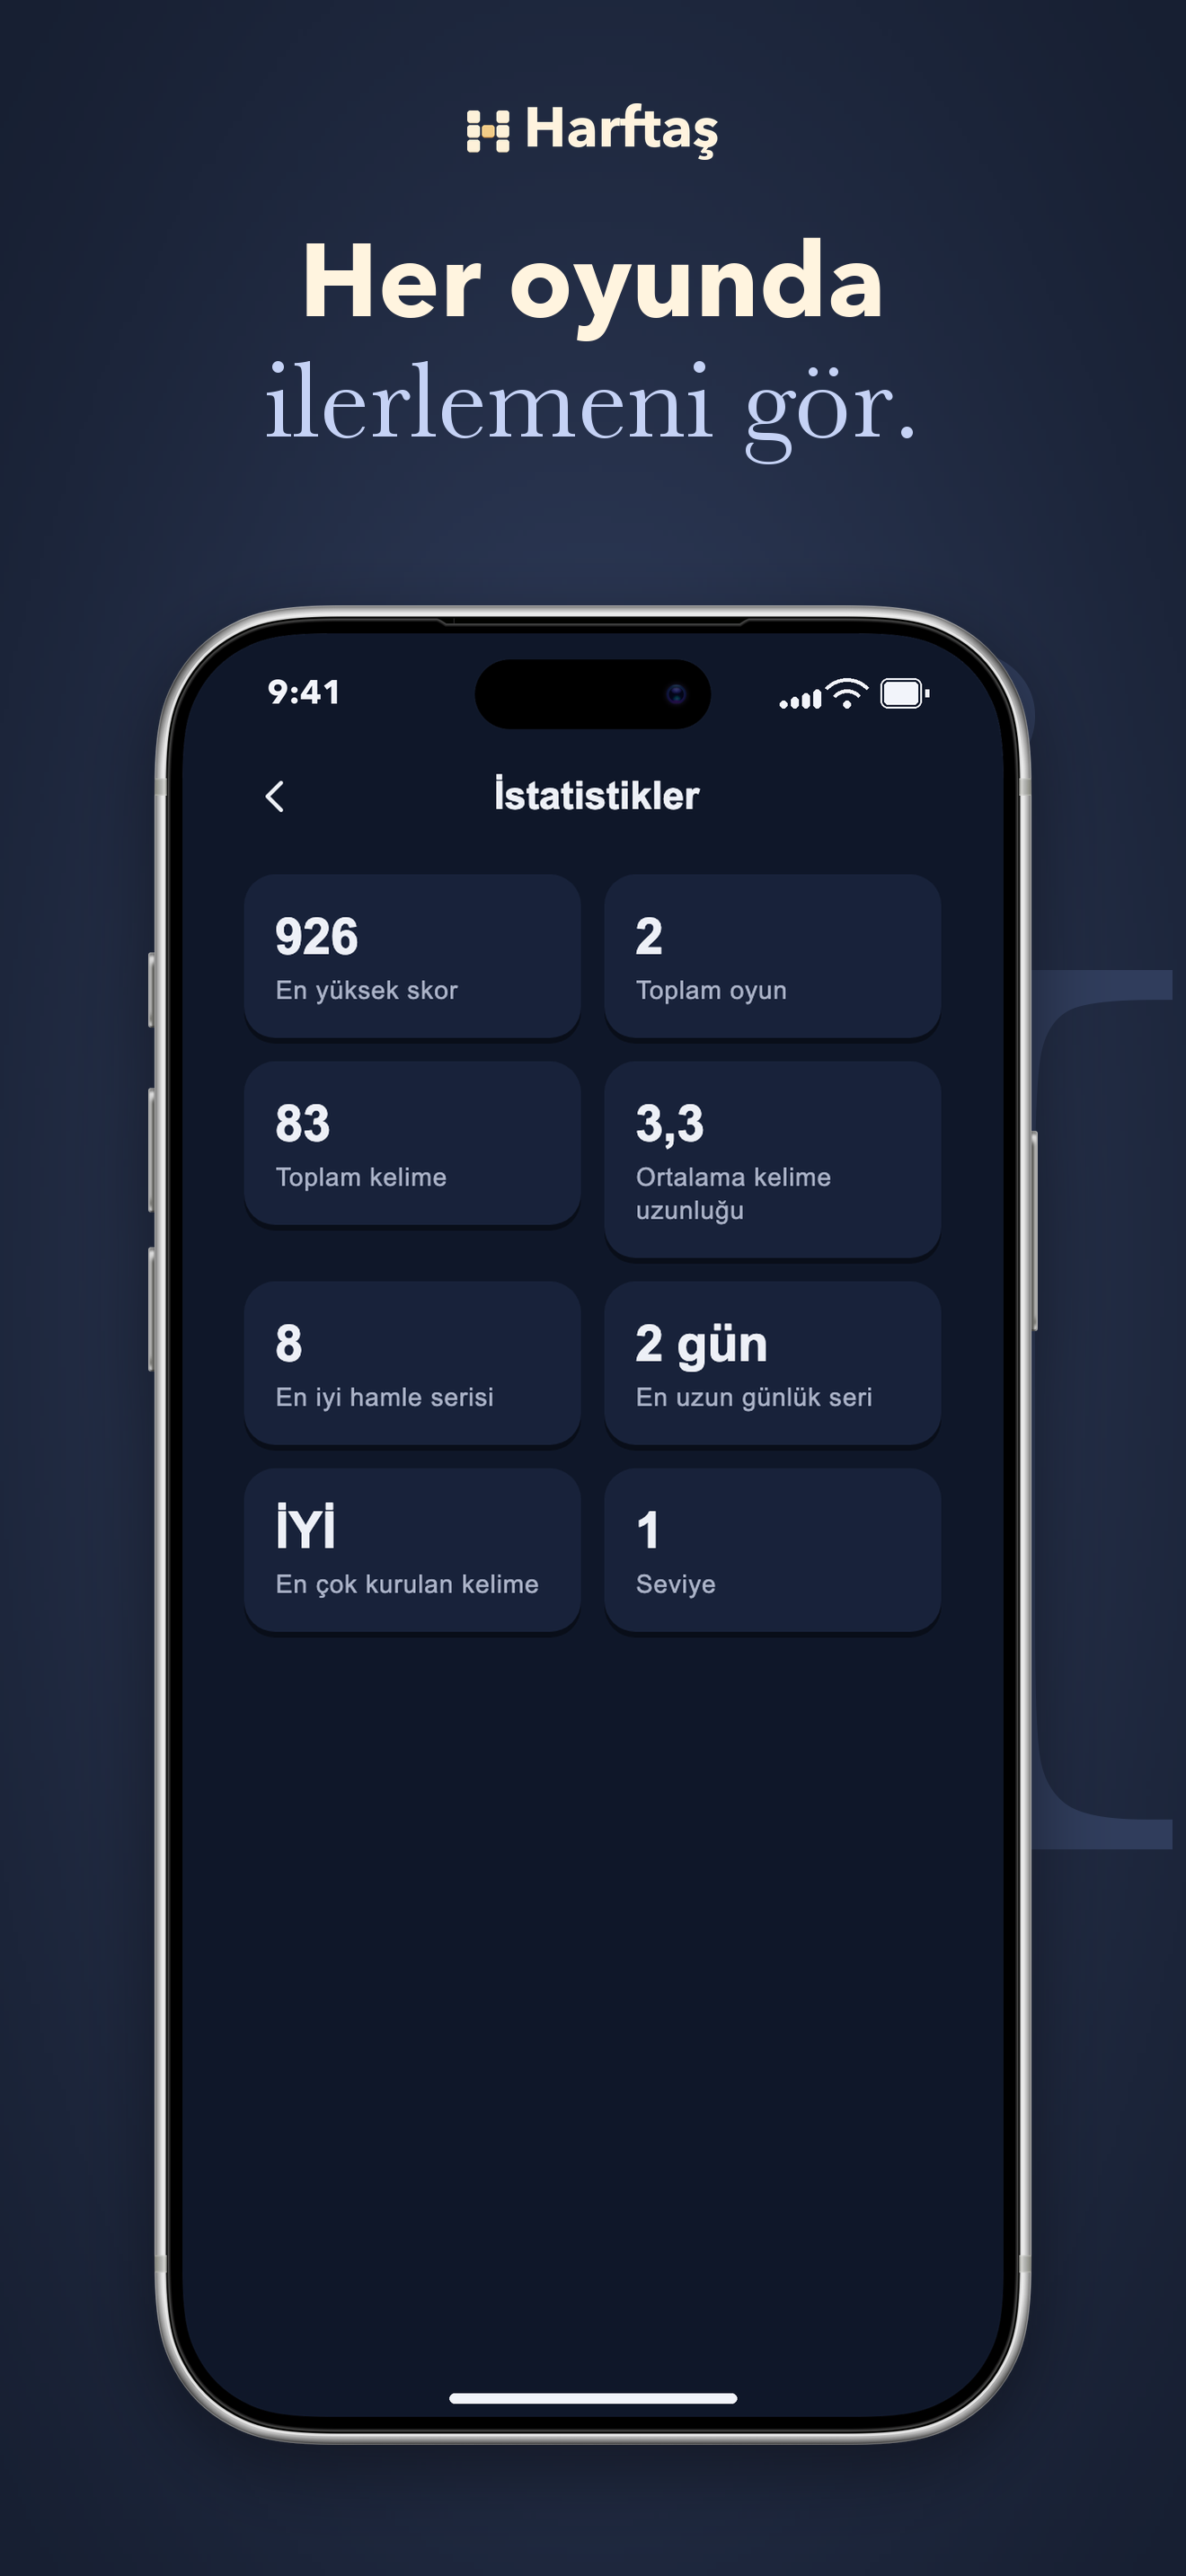 Harftaş
Her oyunda
ilerlemeni gör.
9:41
İstatistikler
926
En yüksek skor
2
Toplam oyun
83
Toplam kelime
3,3
Ortalama kelime
uzunluğu
8
En iyi hamle serisi
2 gün
En uzun günlük seri
İYİ
En çok kurulan kelime
1
Seviye